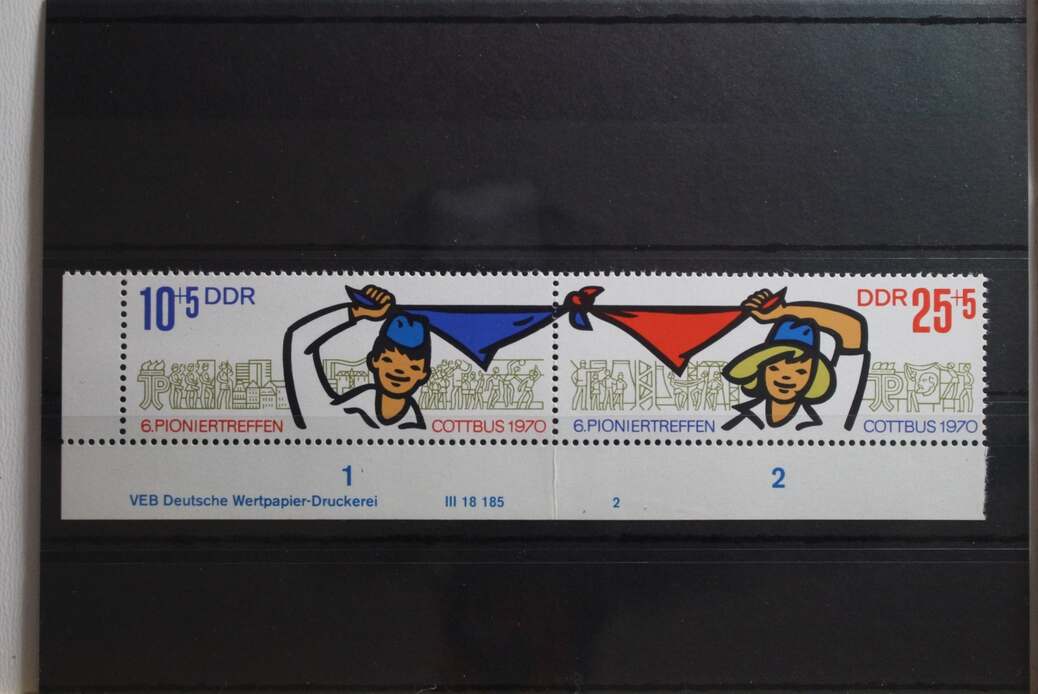 10+5 DDR
DDR 25+5
6.PIONIERTREFFEN COTTBUS 1970
6.PIONIERTREFFEN COTTBUS 1970
1 2
VEB Deutsche Wertpapier-Druckerei III 18 185 2